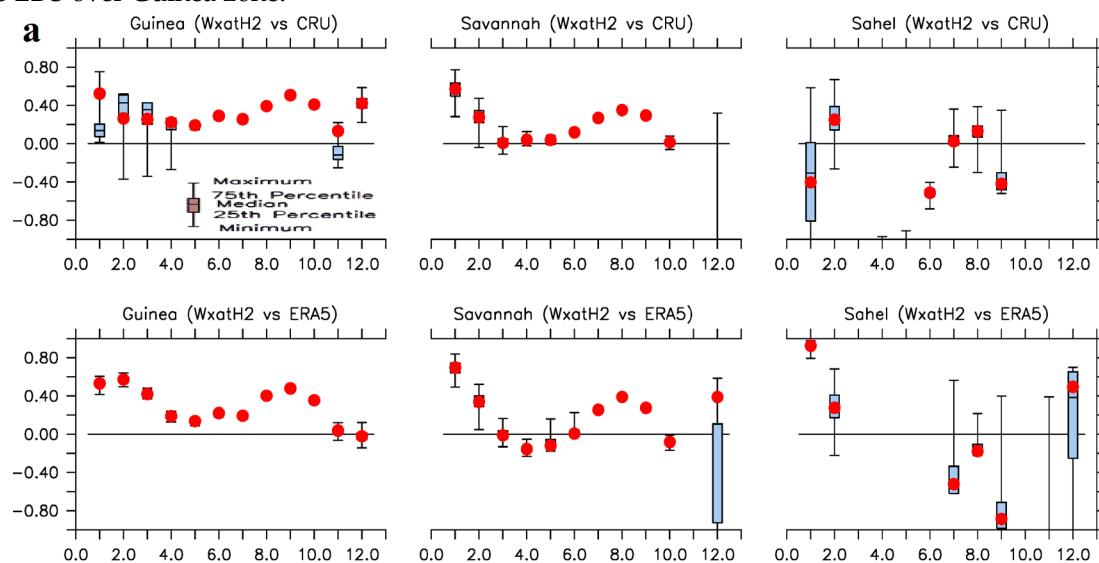 over Guinea zone.
a
Guinea (WxatH2 vs CRU) Savannah (WxatH2 vs CRU) Sahel (WxatH2 vs CRU)
0.80
0.40
0.00
−0.40
−0.80
Maximum
75th Percentile
Median
25th Percentile
Minimum
0.0 2.0 4.0 6.0 8.0 10.0 12.0 0.0 2.0 4.0 6.0 8.0 10.0 12.0 0.0 2.0 4.0 6.0 8.0 10.0 12.0
Guinea (WxatH2 vs ERA5) Savannah (WxatH2 vs ERA5) Sahel (WxatH2 vs ERA5)
0.80
0.40
0.00
−0.40
−0.80
0.0 2.0 4.0 6.0 8.0 10.0 12.0 0.0 2.0 4.0 6.0 8.0 10.0 12.0 0.0 2.0 4.0 6.0 8.0 10.0 12.0